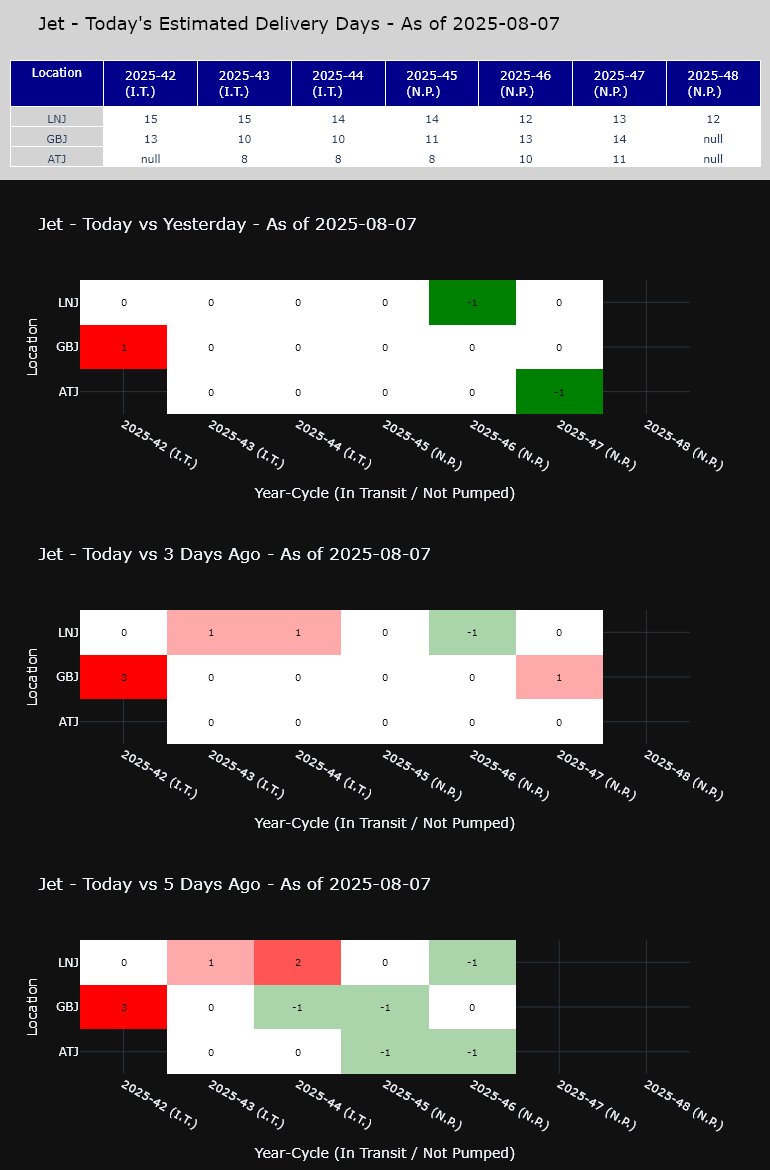 Jet - Today's Estimated Delivery Days - As of 2025-08-07
Location 2025-42 (I.T.) 2025-43 (I.T.) 2025-44 (I.T.) 2025-45 (N.P.) 2025-46 (N.P.) 2025-47 (N.P.) 2025-48 (N.P.)
LNJ 15 15 14 14 12 13 12
GBJ 13 10 10 11 13 14 null
ATJ null 8 8 8 10 11 null
Jet - Today vs Yesterday - As of 2025-08-07
Location
LNJ 0 0 0 0 -1 0
GBJ 1 0 0 0 0 0
ATJ 0 0 0 0 -1
2025-42 (I.T.) 2025-43 (I.T.) 2025-44 (I.T.) 2025-45 (N.P.) 2025-46 (N.P.) 2025-47 (N.P.) 2025-48 (N.P.)
Year-Cycle (In Transit / Not Pumped)
Jet - Today vs 3 Days Ago - As of 2025-08-07
Location
LNJ 0 1 1 0 -1 0
GBJ 3 0 0 0 0 1
ATJ 0 0 0 0 0
2025-42 (I.T.) 2025-43 (I.T.) 2025-44 (I.T.) 2025-45 (N.P.) 2025-46 (N.P.) 2025-47 (N.P.) 2025-48 (N.P.)
Year-Cycle (In Transit / Not Pumped)
Jet - Today vs 5 Days Ago - As of 2025-08-07
Location
LNJ 0 1 2 0 -1
GBJ 3 0 -1 -1 0
ATJ 0 0 -1 -1
2025-42 (I.T.) 2025-43 (I.T.) 2025-44 (I.T.) 2025-45 (N.P.) 2025-46 (N.P.) 2025-47 (N.P.) 2025-48 (N.P.)
Year-Cycle (In Transit / Not Pumped)